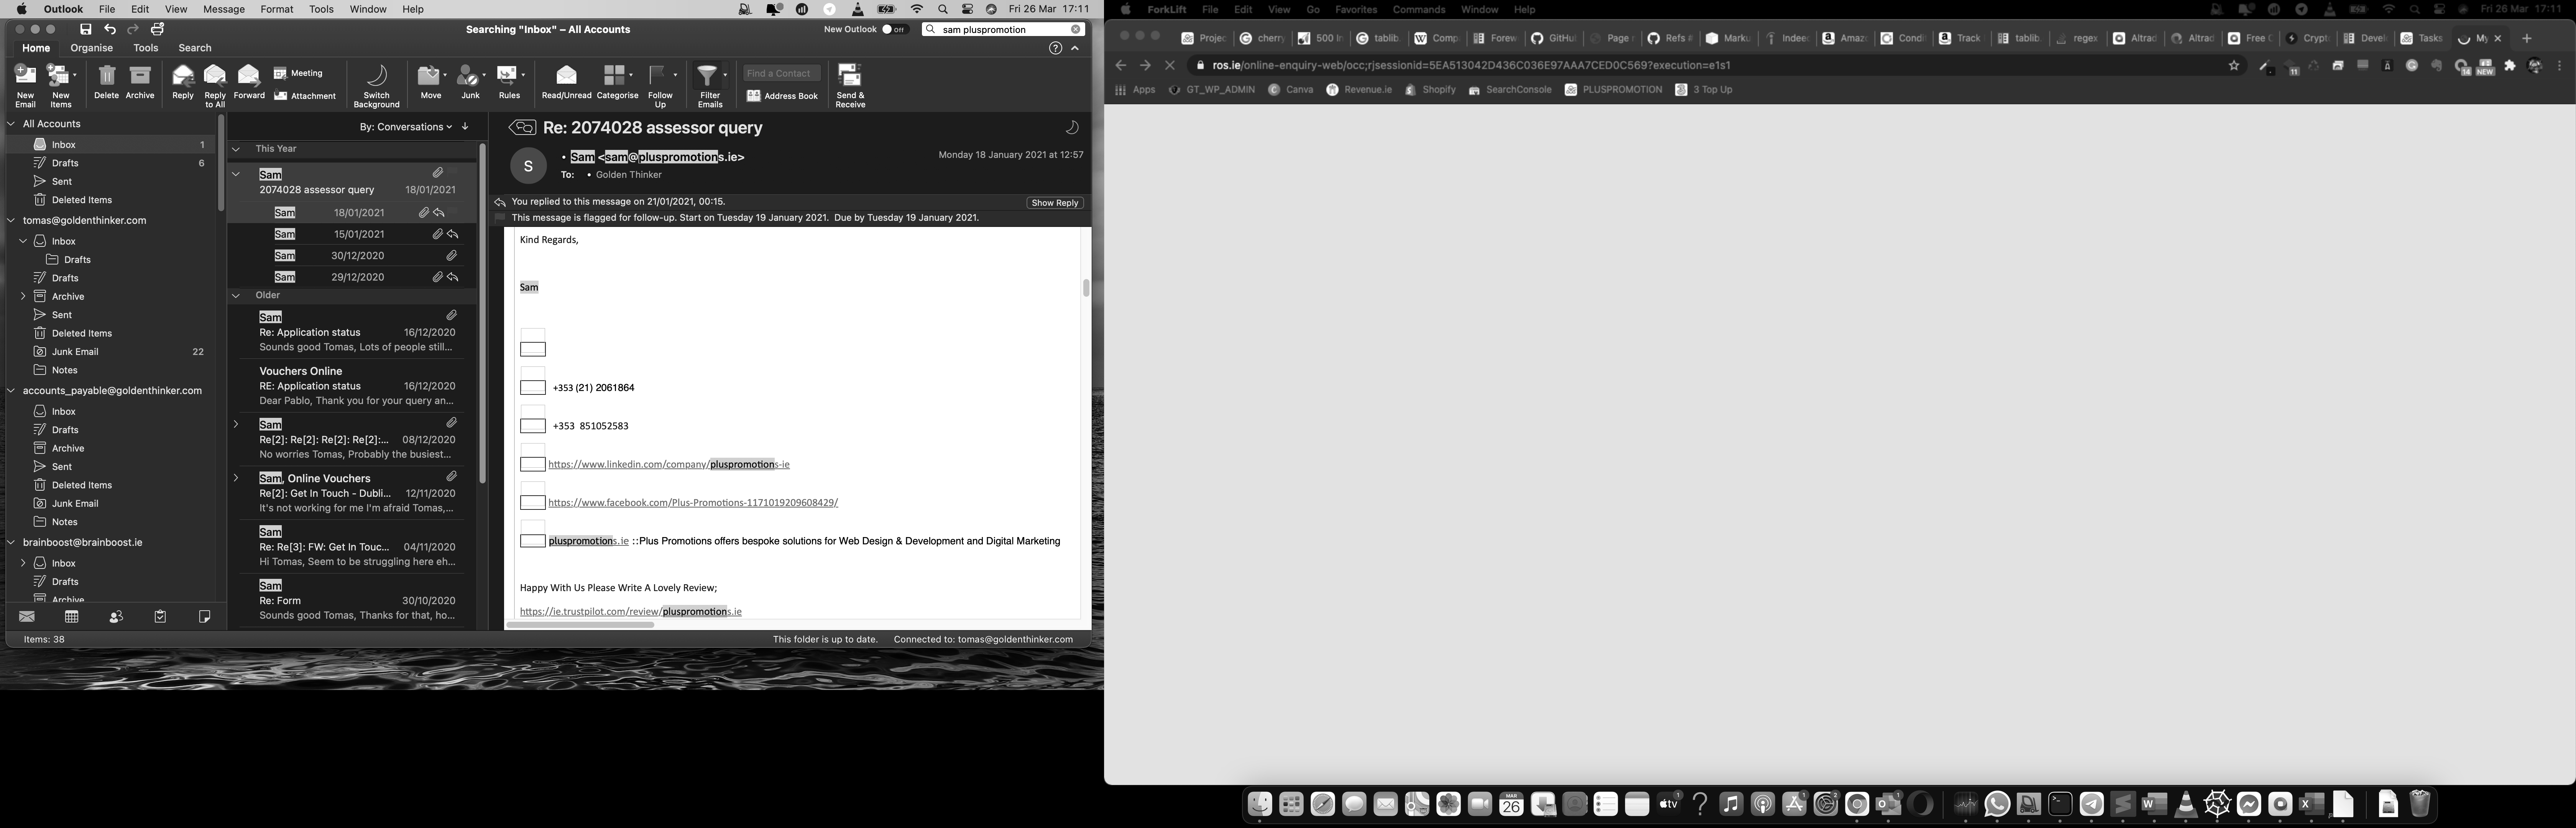 Outlook File Edit View Message Format Tools Window Help Fri 26 Mar 17:11
Searching "Inbox" – All Accounts New Outlook Off sam pluspromotion
Home Organise Tools Search
New Email
New Items
Delete
Archive
Reply
Reply to All
Forward
Meeting
Attachment
Switch Background
Move
Junk
Rules
Read/Unread
Categorise
Follow Up
Filter Emails
Find a Contact
Address Book
Send & Receive
All Accounts
Inbox 1
Drafts 6
Sent
Deleted Items
tomas@goldenthinker.com
Inbox
Drafts
Drafts
Archive
Sent
Deleted Items
Junk Email 22
Notes
accounts_payable@goldenthinker.com
Inbox
Drafts
Archive
Sent
Deleted Items
Junk Email
Notes
brainboost@brainboost.ie
Inbox
Drafts
Archive
Items: 38
By: Conversations
This Year
Sam
2074028 assessor query 18/01/2021
Sam 18/01/2021
Sam 15/01/2021
Sam 30/12/2020
Sam 29/12/2020
Older
Sam
Re: Application status 16/12/2020
Sounds good Tomas, Lots of people still...
Vouchers Online
RE: Application status 16/12/2020
Dear Pablo, Thank you for your query an...
Sam
Re[2]: Re[2]: Re[2]: Re[2]:... 08/12/2020
No worries Tomas, Probably the busiest...
Sam, Online Vouchers
Re[2]: Get In Touch - Dubli... 12/11/2020
It's not working for me I'm afraid Tomas,...
Sam
Re: Re[3]: FW: Get In Touc... 04/11/2020
Hi Tomas, Seem to be struggling here eh...
Sam
Re: Form 30/10/2020
Sounds good Tomas, Thanks for that, ho...
Re: 2074028 assessor query
S
Sam <sam@pluspromotions.ie>
Monday 18 January 2021 at 12:57
To: Golden Thinker
You replied to this message on 21/01/2021, 00:15. Show Reply
This message is flagged for follow-up. Start on Tuesday 19 January 2021. Due by Tuesday 19 January 2021.
Kind Regards,
Sam
+353 (21) 2061864
+353 851052583
https://www.linkedin.com/company/pluspromotions-ie
https://www.facebook.com/Plus-Promotions-1171019209608429/
pluspromotions.ie ::Plus Promotions offers bespoke solutions for Web Design & Development and Digital Marketing
Happy With Us Please Write A Lovely Review;
https://ie.trustpilot.com/review/pluspromotions.ie
This folder is up to date. Connected to: tomas@goldenthinker.com
ForkLift File Edit View Go Favorites Commands Window Help Fri 26 Mar 17:11
Projec cherry 500 In tablib. Comp Forew GitHul Page r Refs # Marku Indeed Amaz Condi Track tablib. regex Altrad Altrad Free C Crypt Devel Tasks My
ros.ie/online-enquiry-web/occ;rjsessionid=5EA513042D436C036E97AAA7CED0C569?execution=e1s1
11 14 NEW
Apps GT_WP_ADMIN Canva Revenue.ie Shopify SearchConsole PLUSPROMOTION 3 Top Up
MAR
26
tv